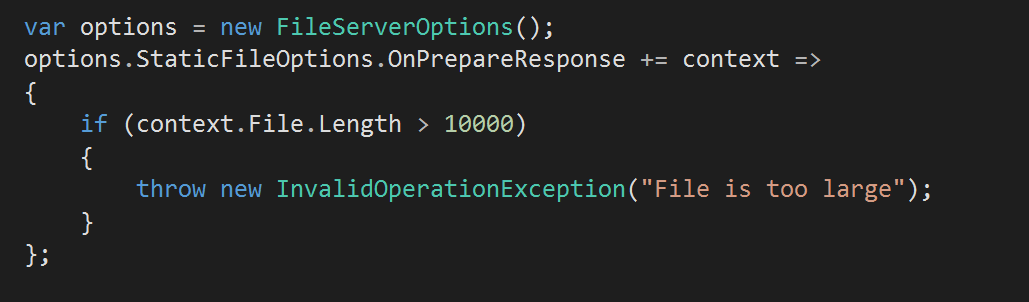 var options = new FileServerOptions();
options.StaticFileOptions.OnPrepareResponse += context =>
{
    if (context.File.Length > 10000)
    {
        throw new InvalidOperationException("File is too large");
    }
};